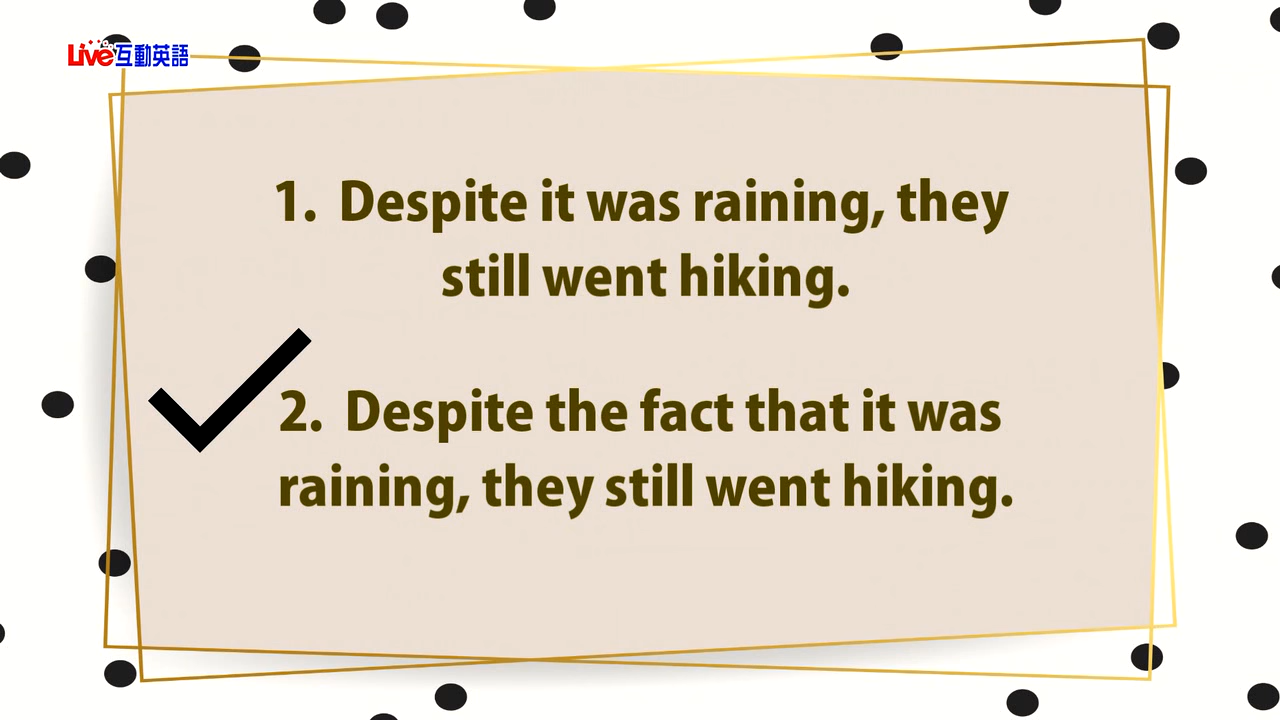 Live互動英語
1. Despite it was raining, they
still went hiking.
2. Despite the fact that it was
raining, they still went hiking.